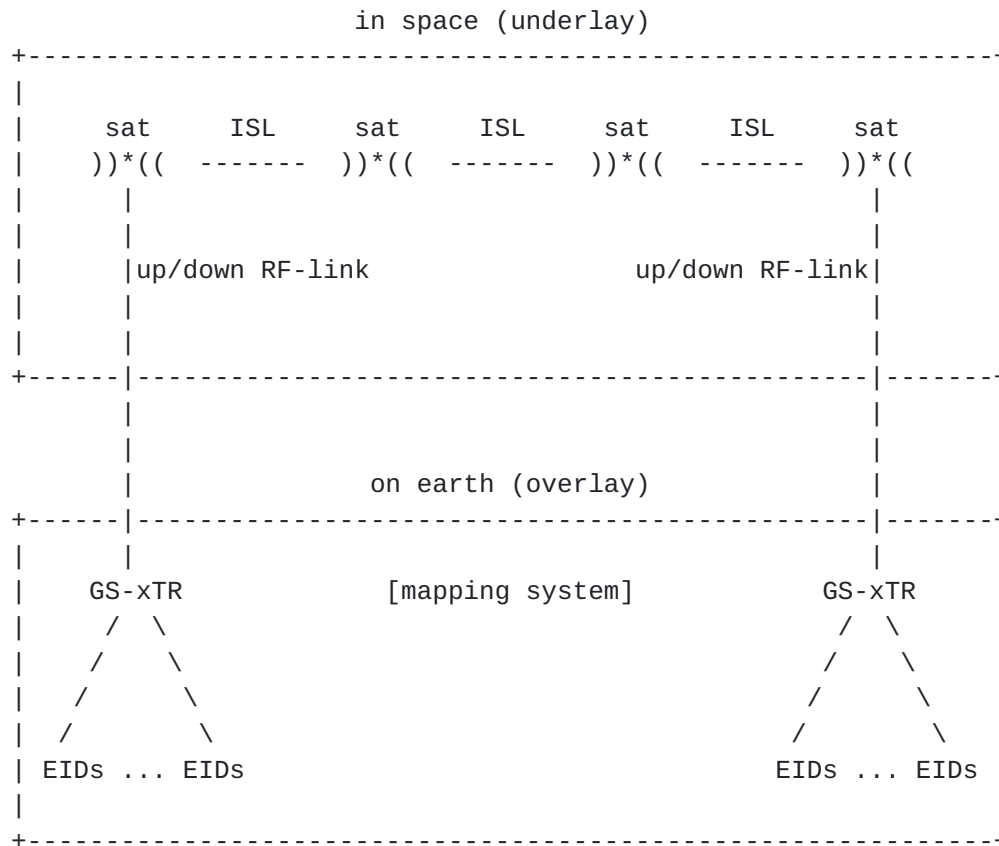 in space (underlay)
sat ISL sat ISL sat ISL sat
))*(( ------- ))*(( ------- ))*(( ------- ))*((
up/down RF-link up/down RF-link
on earth (overlay)
GS-xTR [mapping system] GS-xTR
EIDs ... EIDs EIDs ... EIDs